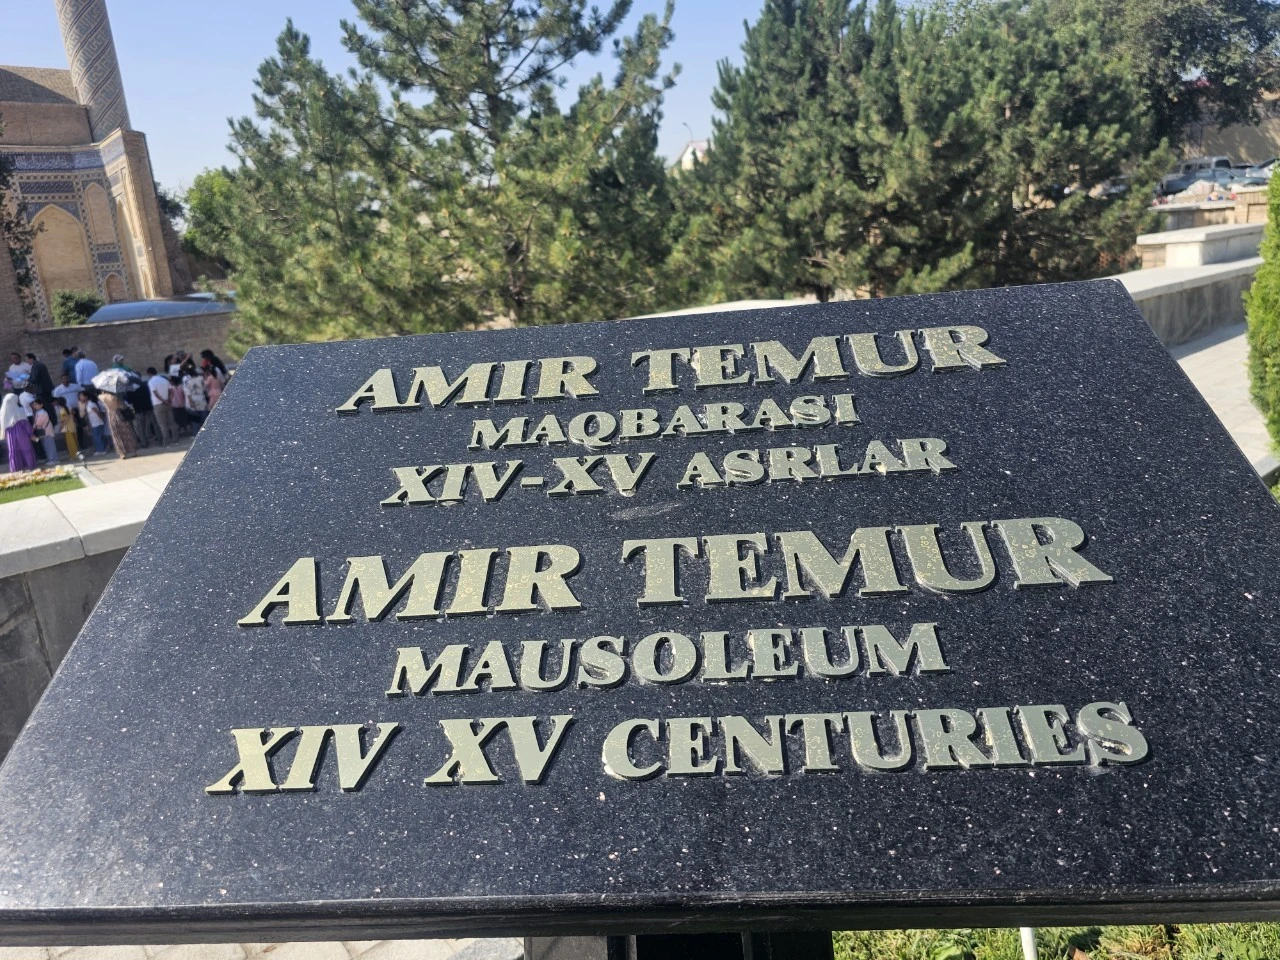 AMIR TEMUR
MAQBARASI
XIV-XV ASRLAR
AMIR TEMUR
MAUSOLEUM
XIV XV CENTURIES